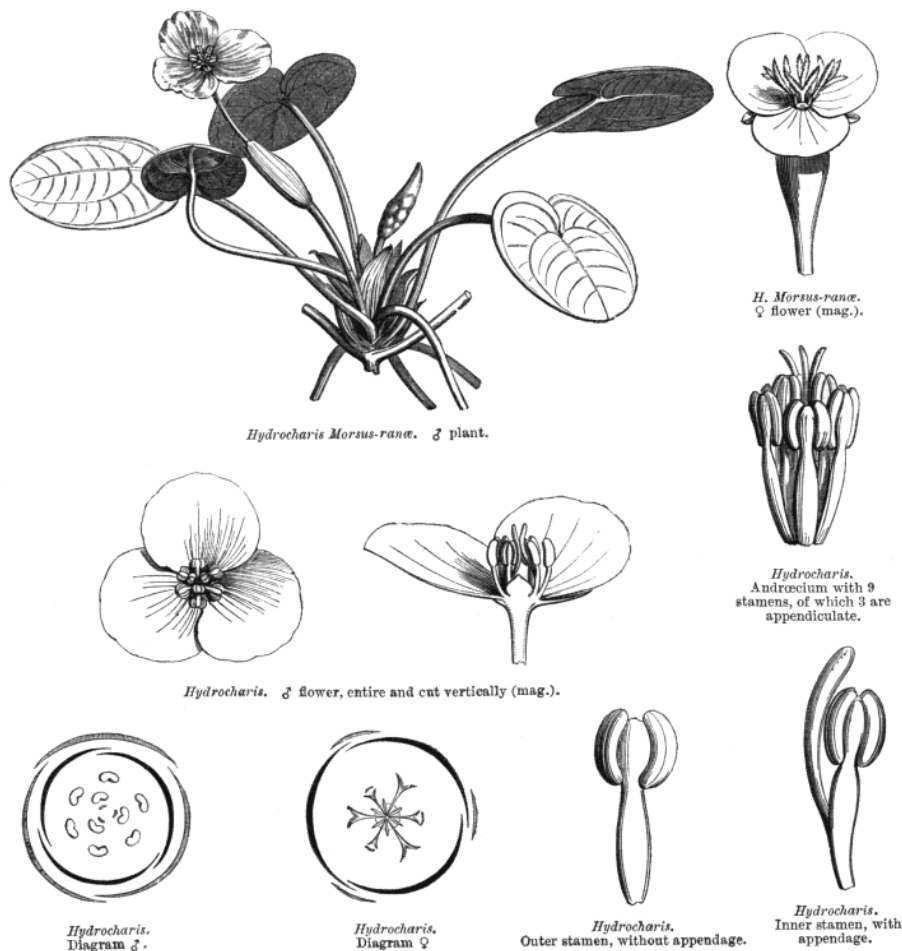 H. Morsus-ranæ.
♀ flower (mag.).
Hydrocharis Morsus-ranæ. ♂ plant.
Hydrocharis.
Andrœcium with 9
stamens, of which 3 are
appendiculate.
Hydrocharis. ♂ flower, entire and cut vertically (mag.).
Hydrocharis.
Diagram ♂.
Hydrocharis.
Diagram ♀
Hydrocharis.
Outer stamen, without appendage.
Hydrocharis.
Inner stamen, with
appendage.